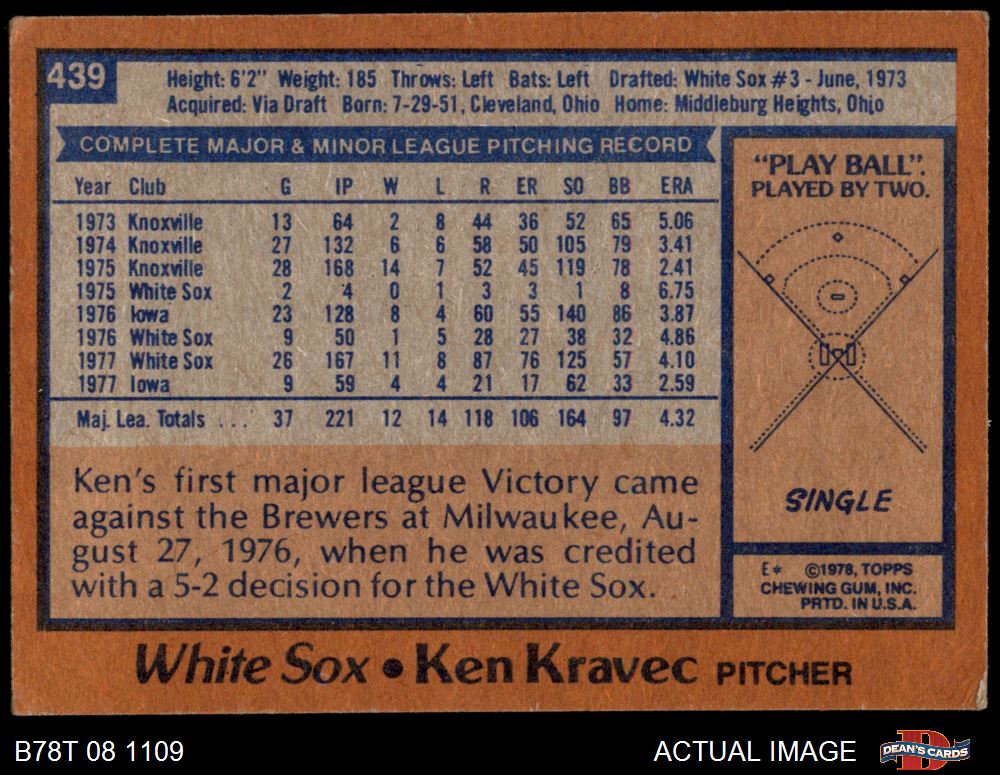 439
Height: 6'2" Weight: 185 Throws: Left Bats: Left Drafted: White Sox #3 - June, 1973
Acquired: Via Draft Born: 7-29-51, Cleveland, Ohio Home: Middleburg Heights, Ohio
COMPLETE MAJOR & MINOR LEAGUE PITCHING RECORD
Year Club G IP W L R ER SO BB ERA
1973 Knoxville 13 64 2 8 44 36 52 65 5.06
1974 Knoxville 27 132 6 6 58 50 105 79 3.41
1975 Knoxville 28 168 14 7 52 45 119 78 2.41
1975 White Sox 2 4 0 1 3 3 1 8 6.75
1976 Iowa 23 128 8 4 60 55 140 86 3.87
1976 White Sox 9 50 1 5 28 27 38 32 4.86
1977 White Sox 26 167 11 8 87 76 125 57 4.10
1977 Iowa 9 59 4 4 21 17 62 33 2.59
Maj. Lea. Totals ... 37 221 12 14 118 106 164 97 4.32
Ken's first major league Victory came
against the Brewers at Milwaukee, Au-
gust 27, 1976, when he was credited
with a 5-2 decision for the White Sox.
"PLAY BALL":
PLAYED BY TWO.
SINGLE
E* ©1978, TOPPS
CHEWING GUM, INC.
PRTD. IN U.S.A.
White Sox • Ken Kravec PITCHER
B78T 08 1109
ACTUAL IMAGE
D
DEAN'S CARDS